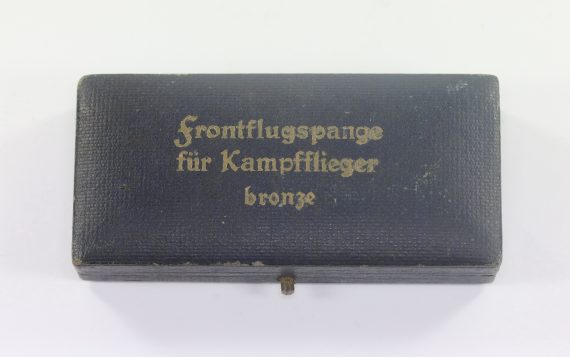 Frontflugspange
für Kampfflieger
bronze